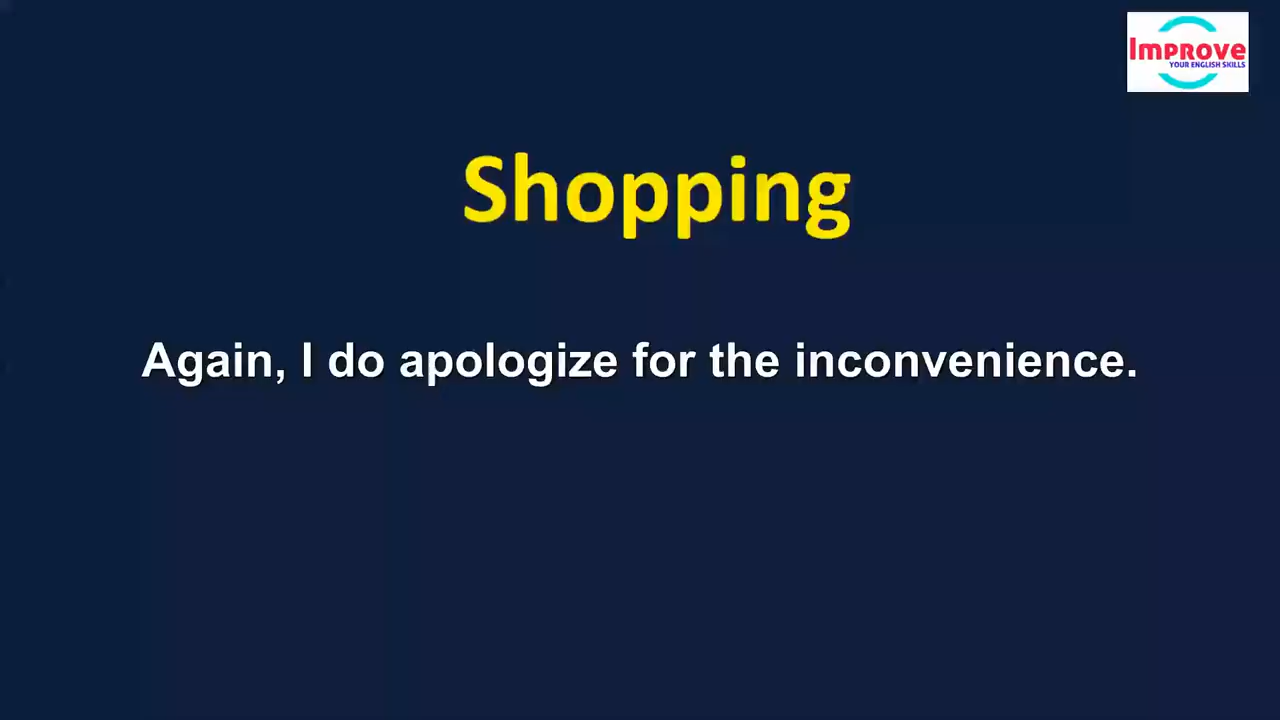 Improve
YOUR ENGLISH SKILLS
Shopping
Again, I do apologize for the inconvenience.